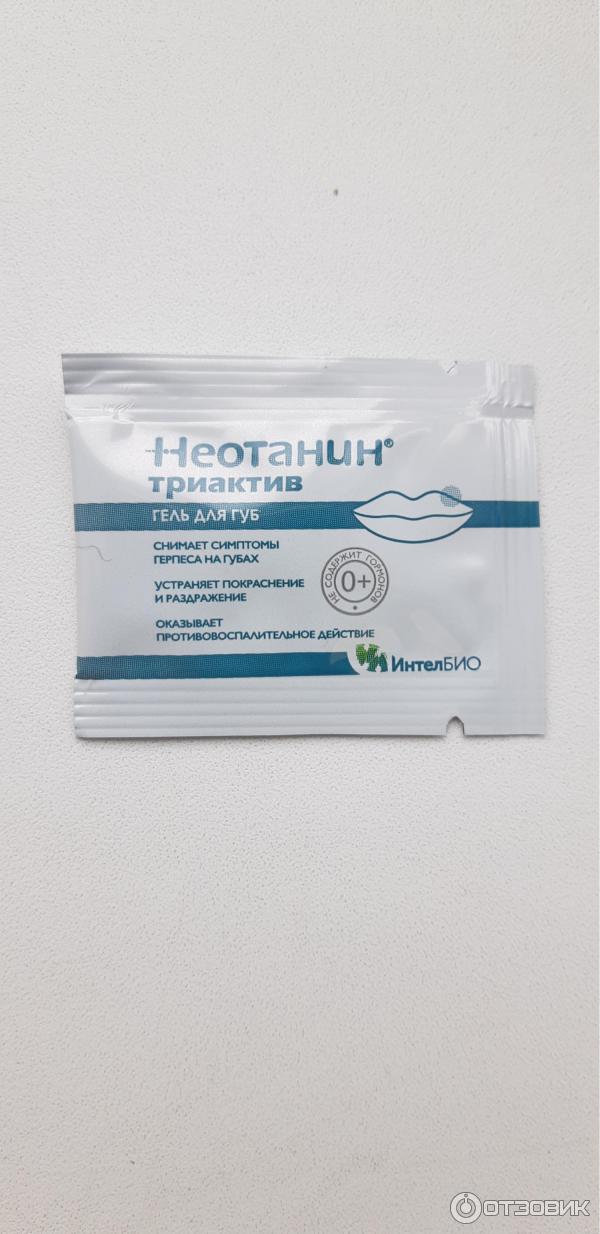 Неотанин®
триактив
ГЕЛЬ ДЛЯ ГУБ
СНИМАЕТ СИМПТОМЫ
ГЕРПЕСА НА ГУБАХ
УСТРАНЯЕТ ПОКРАСНЕНИЕ
И РАЗДРАЖЕНИЕ
НЕ СОДЕРЖИТ ГОРМОНОВ
0+
ОКАЗЫВАЕТ
ПРОТИВОВОСПАЛИТЕЛЬНОЕ ДЕЙСТВИЕ
ИнтелБИО
ОТЗОВИК